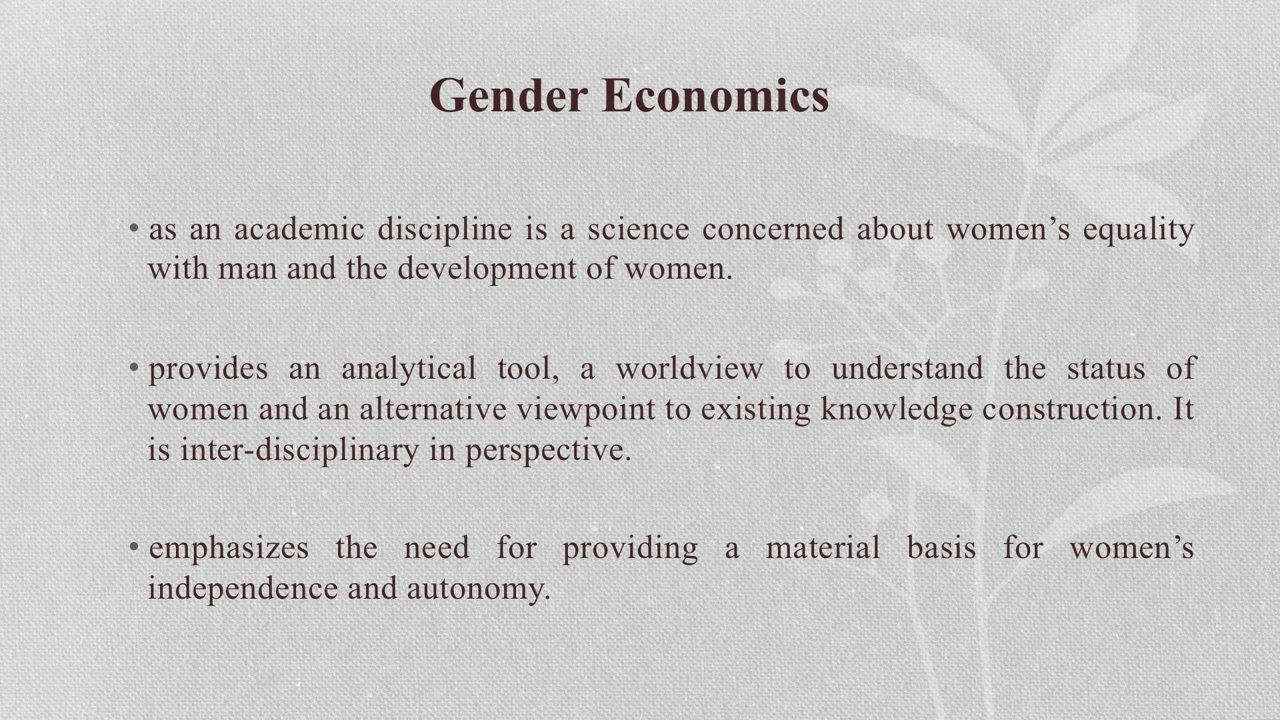 Gender Economics
• as an academic discipline is a science concerned about women’s equality
with man and the development of women.
• provides an analytical tool, a worldview to understand the status of
women and an alternative viewpoint to existing knowledge construction. It
is inter-disciplinary in perspective.
• emphasizes the need for providing a material basis for women’s
independence and autonomy.